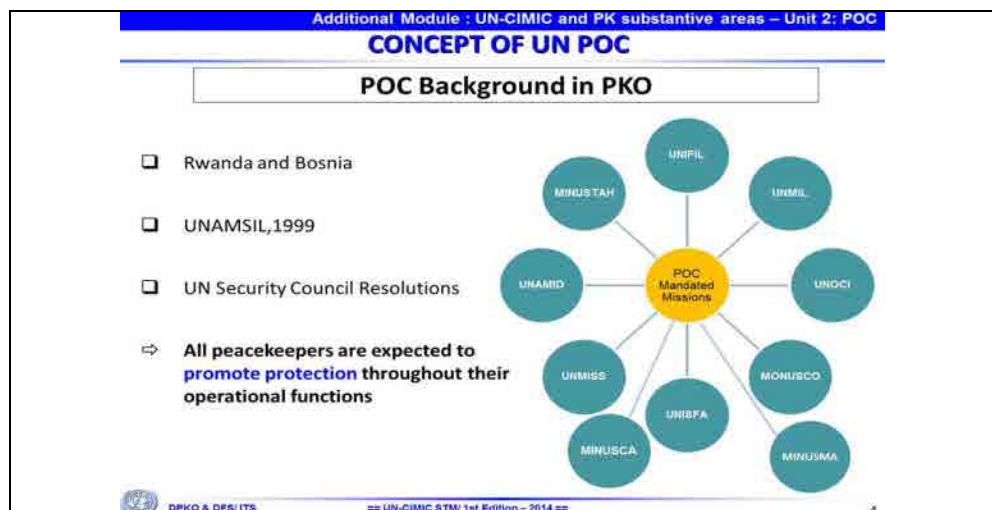 Additional Module : UN-CIMIC and PK substantive areas – Unit 2: POC
CONCEPT OF UN POC
POC Background in PKO
❑ Rwanda and Bosnia
❑ UNAMSIL,1999
❑ UN Security Council Resolutions
⇨ All peacekeepers are expected to
promote protection throughout their
operational functions
UNIFIL
MINUSTAH
UNMIL
UNAMID
POC
Mandated
Missions
UNOCI
UNMISS
MONUSCO
UNISFA
MINUSCA
MINUSMA
DPKO & DFS/ ITS
== UN-CIMIC STM/ 1st Edition – 2014 ==
4